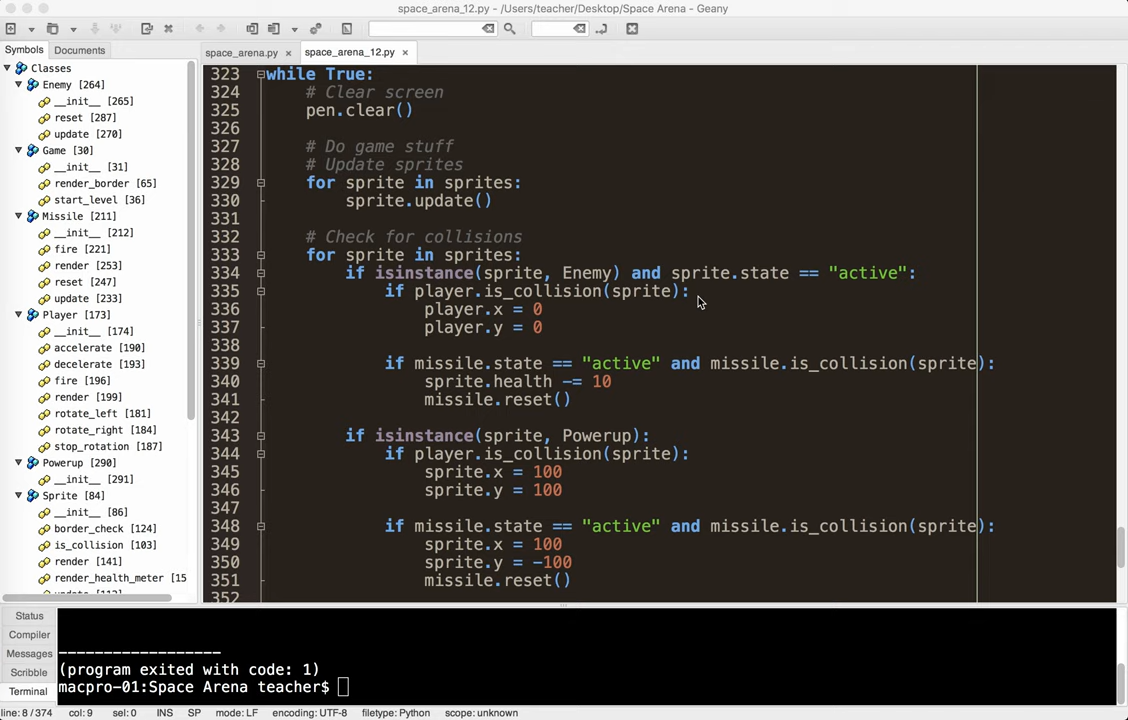 space_arena_12.py - /Users/teacher/Desktop/Space Arena - Geany
Symbols Documents
space_arena.py × space_arena_12.py ×
Classes
Enemy [264]
__init__ [265]
reset [287]
update [270]
Game [30]
__init__ [31]
render_border [65]
start_level [36]
Missile [211]
__init__ [212]
fire [221]
render [253]
reset [247]
update [233]
Player [173]
__init__ [174]
accelerate [190]
decelerate [193]
fire [196]
render [199]
rotate_left [181]
rotate_right [184]
stop_rotation [187]
Powerup [290]
__init__ [291]
Sprite [84]
__init__ [86]
border_check [124]
is_collision [103]
render [141]
render_health_meter [15
323 while True:
324 # Clear screen
325 pen.clear()
326
327 # Do game stuff
328 # Update sprites
329 for sprite in sprites:
330 sprite.update()
331
332 # Check for collisions
333 for sprite in sprites:
334 if isinstance(sprite, Enemy) and sprite.state == "active":
335 if player.is_collision(sprite):
336 player.x = 0
337 player.y = 0
338
339 if missile.state == "active" and missile.is_collision(sprite):
340 sprite.health -= 10
341 missile.reset()
342
343 if isinstance(sprite, Powerup):
344 if player.is_collision(sprite):
345 sprite.x = 100
346 sprite.y = 100
347
348 if missile.state == "active" and missile.is_collision(sprite):
349 sprite.x = 100
350 sprite.y = -100
351 missile.reset()
352
Status
Compiler
Messages
Scribble
Terminal
------------------
(program exited with code: 1)
macpro-01:Space Arena teacher$
line: 8 / 374 col: 9 sel: 0 INS SP mode: LF encoding: UTF-8 filetype: Python scope: unknown